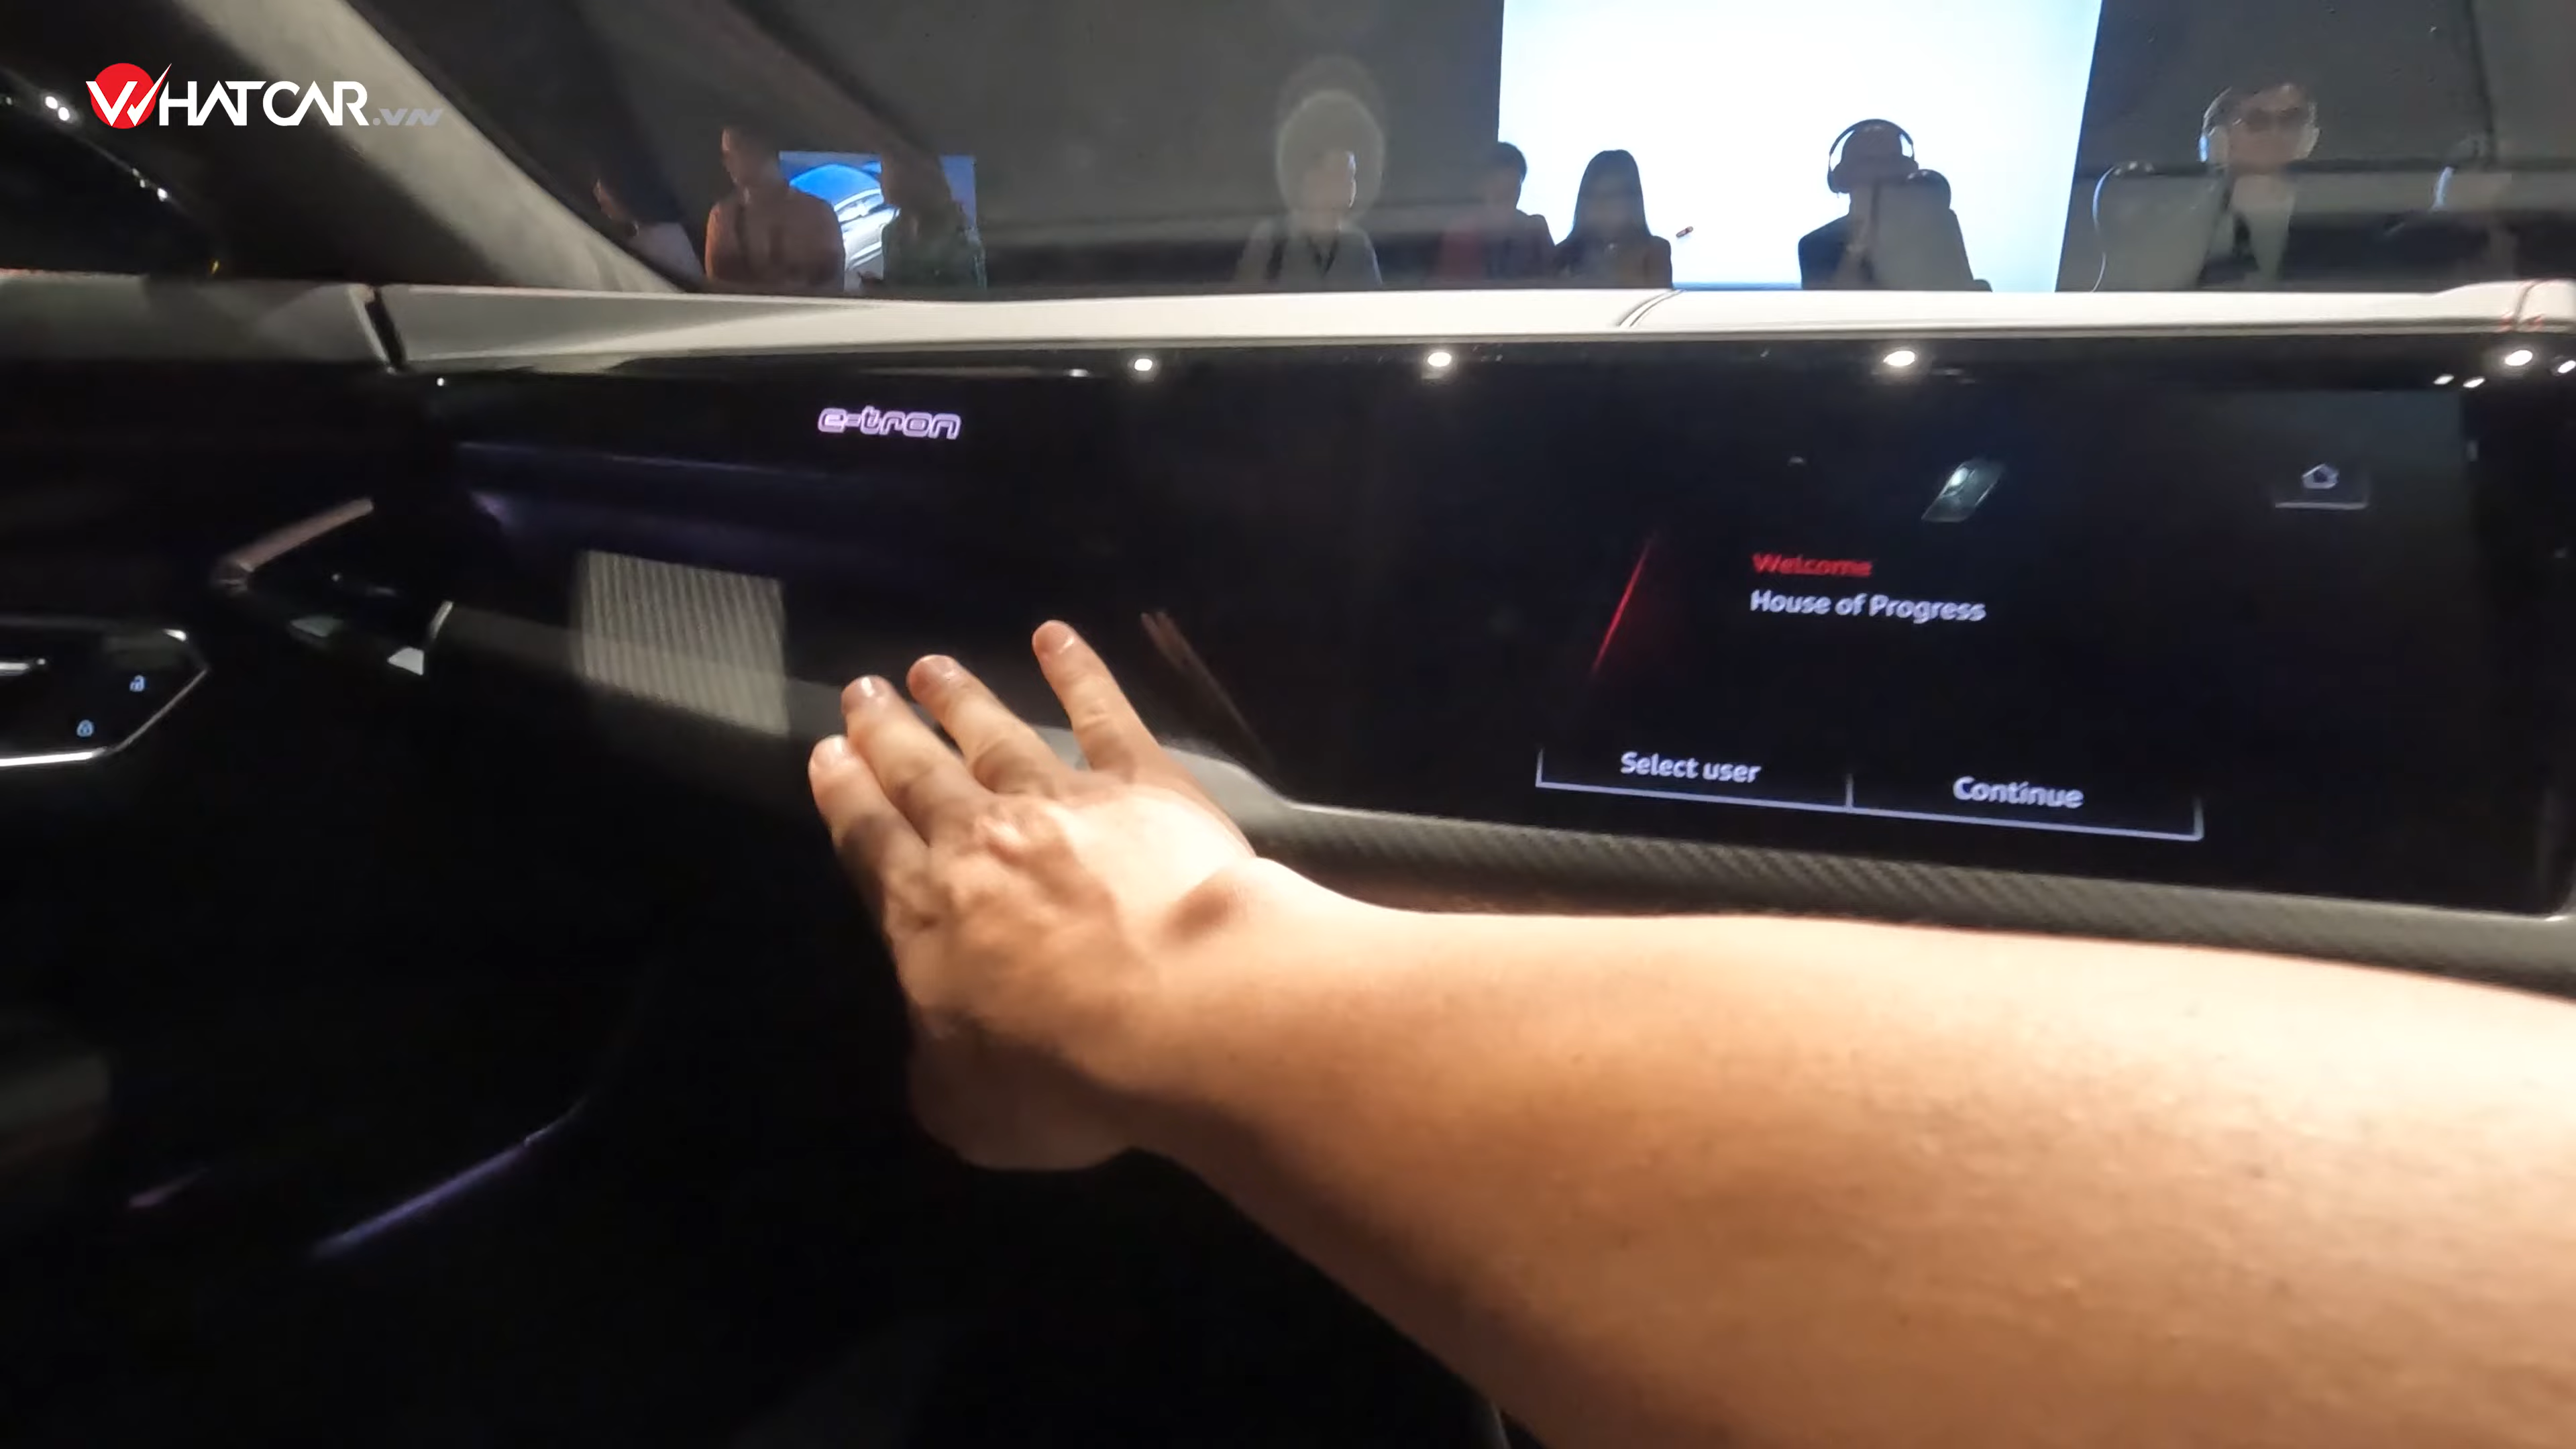 WHATCAR.VN
e-tron
Welcome
House of Progress
Select user
Continue